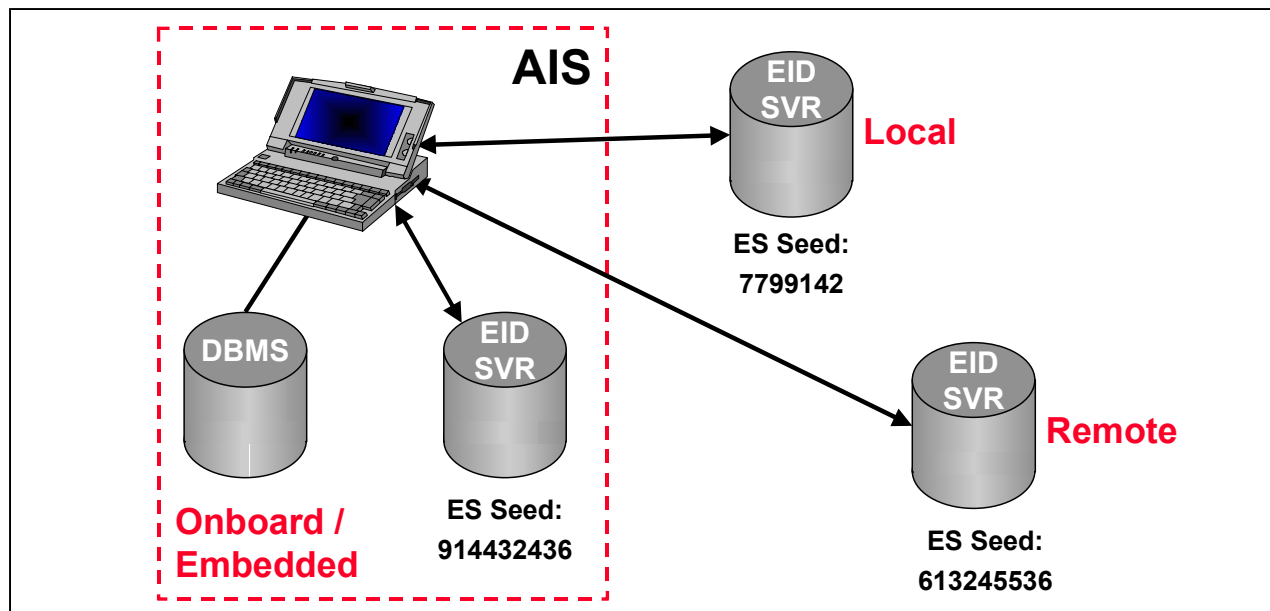 AIS
EID
SVR
Local
ES Seed:
7799142
DBMS
EID
SVR
EID
SVR
Remote
Onboard /
Embedded
ES Seed:
914432436
ES Seed:
613245536